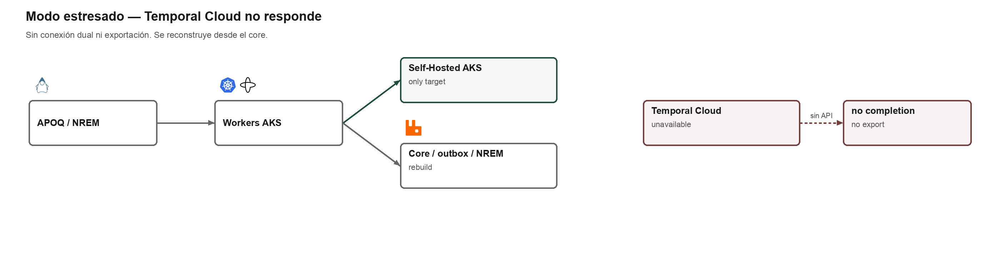 Modo estresado — Temporal Cloud no responde
Sin conexión dual ni exportación. Se reconstruye desde el core.
APOQ / NREM
Workers AKS
Self-Hosted AKS
only target
Core / outbox / NREM
rebuild
Temporal Cloud
unavailable
sin API
no completion
no export